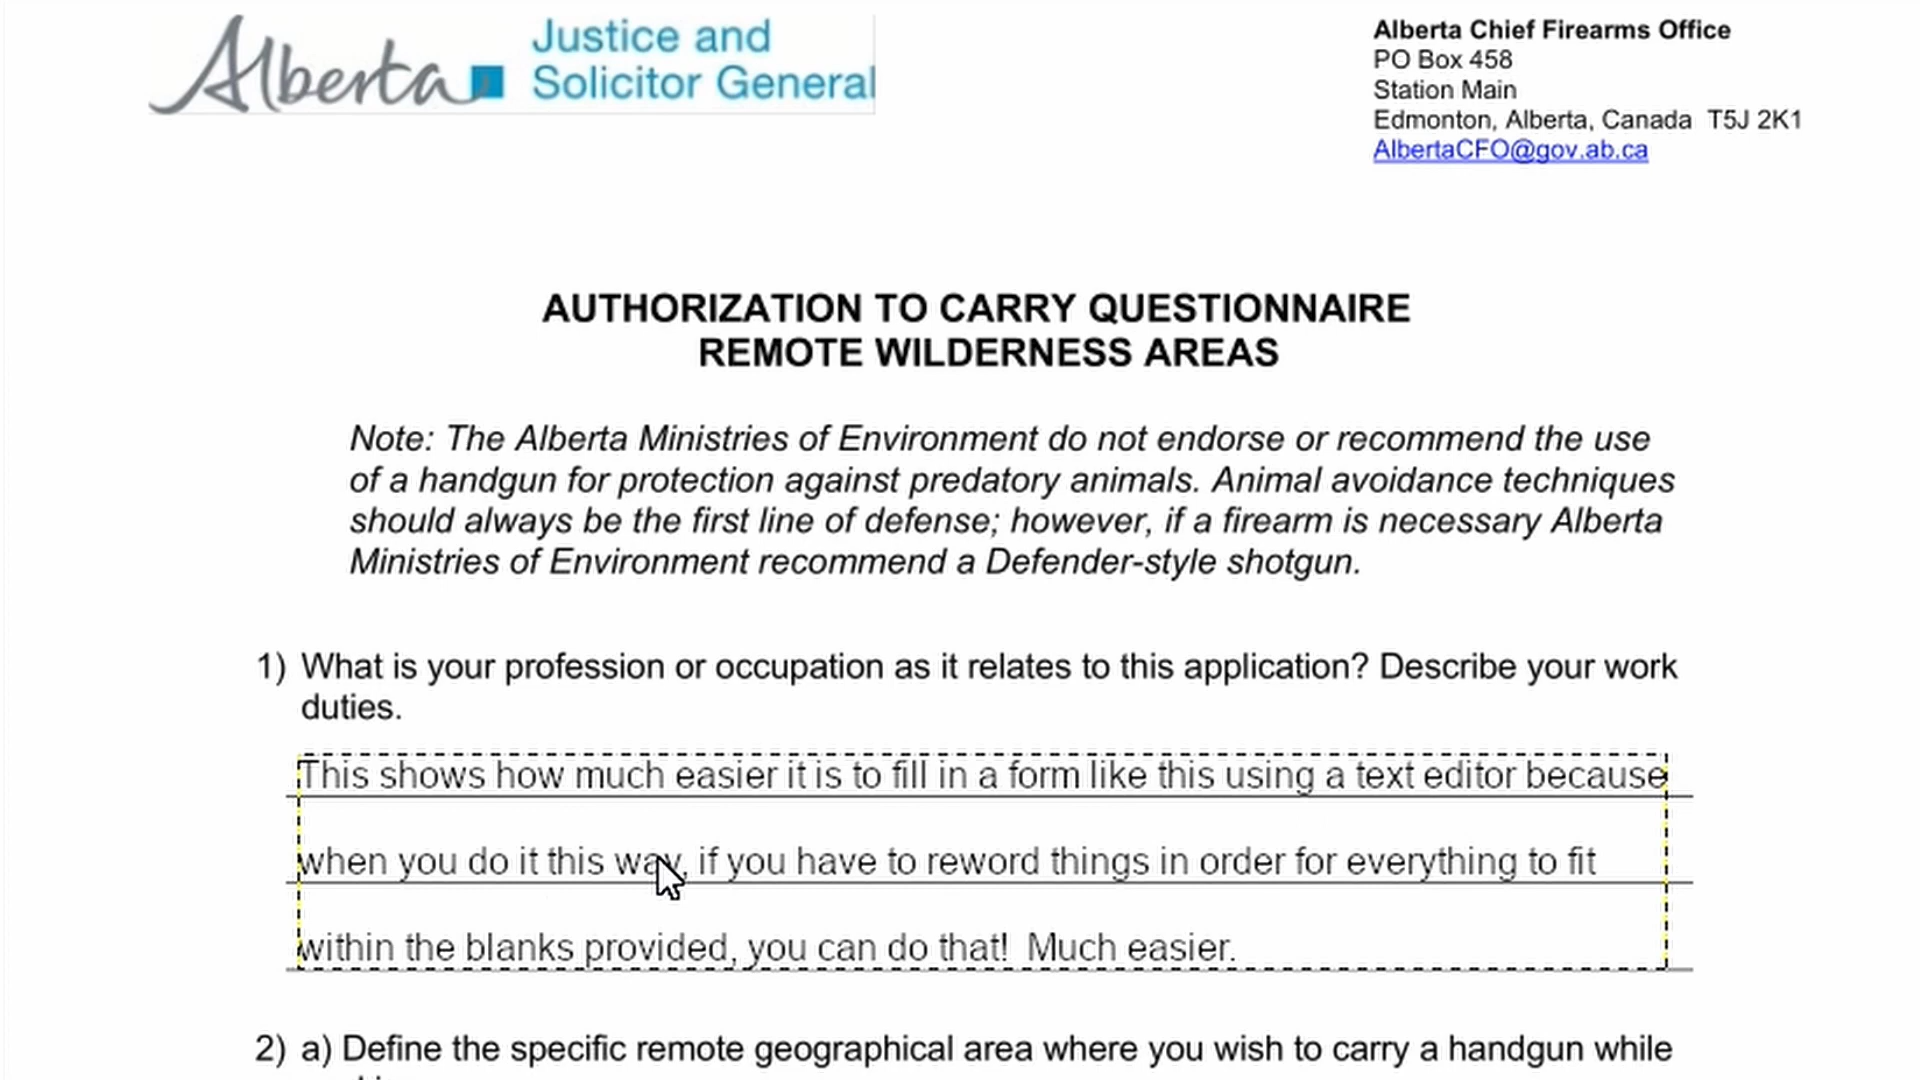 Alberta Justice and
Solicitor General
Alberta Chief Firearms Office
PO Box 458
Station Main
Edmonton, Alberta, Canada T5J 2K1
AlbertaCFO@gov.ab.ca
AUTHORIZATION TO CARRY QUESTIONNAIRE
REMOTE WILDERNESS AREAS
Note: The Alberta Ministries of Environment do not endorse or recommend the use
of a handgun for protection against predatory animals. Animal avoidance techniques
should always be the first line of defense; however, if a firearm is necessary Alberta
Ministries of Environment recommend a Defender-style shotgun.
1) What is your profession or occupation as it relates to this application? Describe your work
duties.
This shows how much easier it is to fill in a form like this using a text editor because
when you do it this way, if you have to reword things in order for everything to fit
within the blanks provided, you can do that! Much easier.
2) a) Define the specific remote geographical area where you wish to carry a handgun while